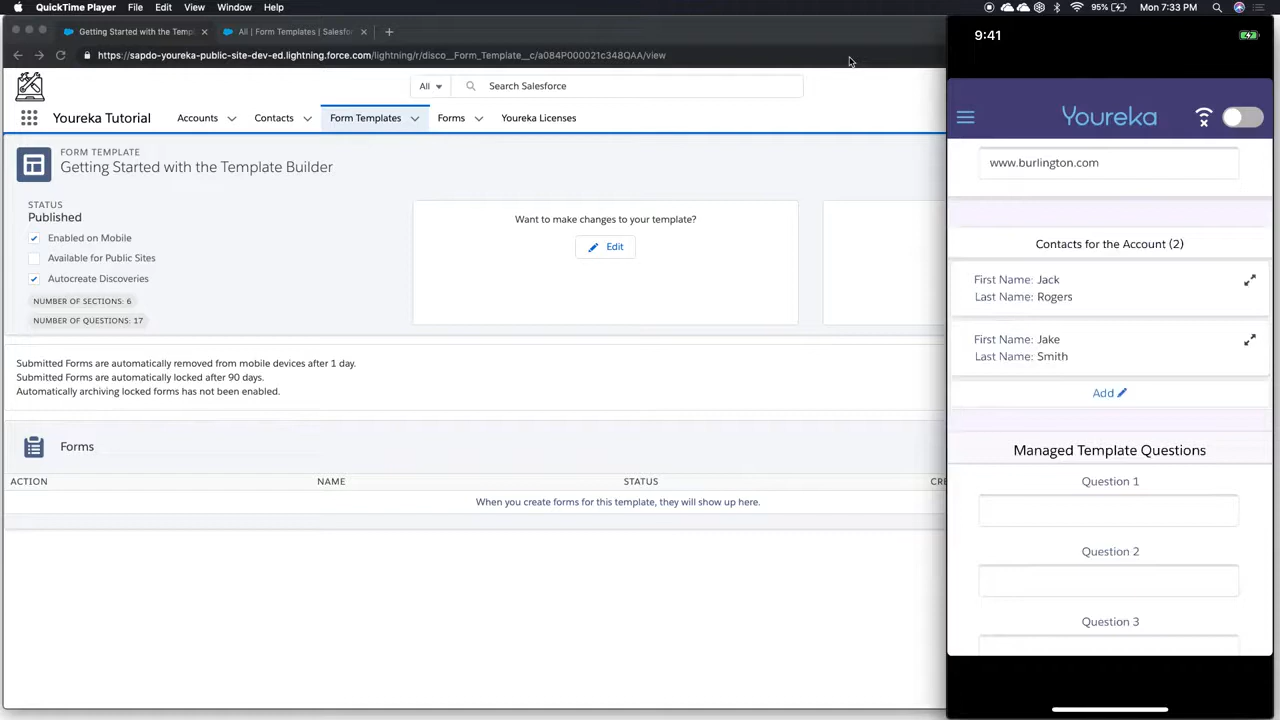 QuickTime Player File Edit View Window Help
95% Mon 7:33 PM
Getting Started with the Templ
All | Form Templates | Salesfor
https://sapdo-youreka-public-site-dev-ed.lightning.force.com/lightning/r/disco__Form_Template__c/a084P000021c348QAA/view
All Search Salesforce
Youreka Tutorial Accounts Contacts Form Templates Forms Youreka Licenses
FORM TEMPLATE
Getting Started with the Template Builder
STATUS
Published
Enabled on Mobile
Available for Public Sites
Autocreate Discoveries
NUMBER OF SECTIONS: 6
NUMBER OF QUESTIONS: 17
Want to make changes to your template?
Edit
Submitted Forms are automatically removed from mobile devices after 1 day.
Submitted Forms are automatically locked after 90 days.
Automatically archiving locked forms has not been enabled.
Forms
ACTION NAME STATUS CRE
When you create forms for this template, they will show up here.
9:41
Youreka
www.burlington.com
Contacts for the Account (2)
First Name: Jack
Last Name: Rogers
First Name: Jake
Last Name: Smith
Add
Managed Template Questions
Question 1
Question 2
Question 3